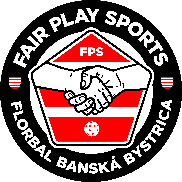 FAIR PLAY SPORTS
FPS
FLORBAL BANSKÁ BYSTRICA